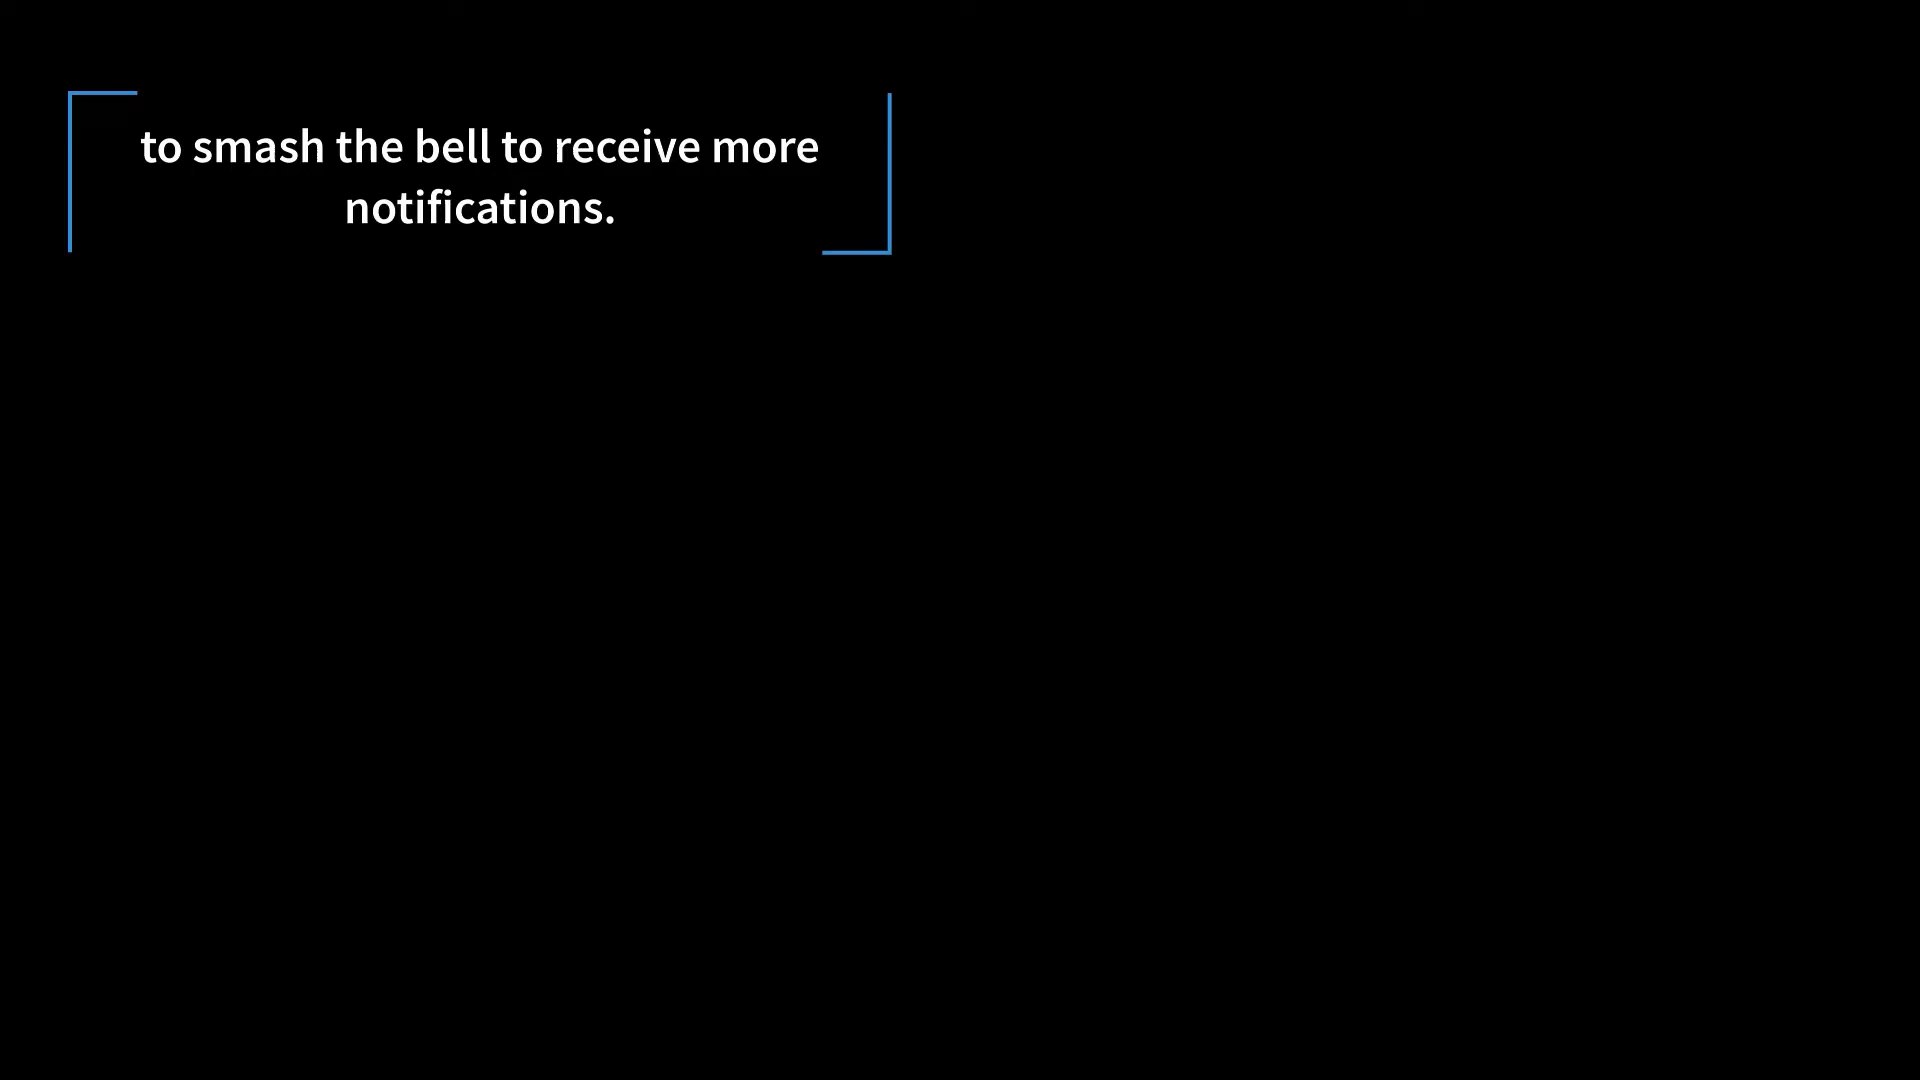 to smash the bell to receive more
notifications.